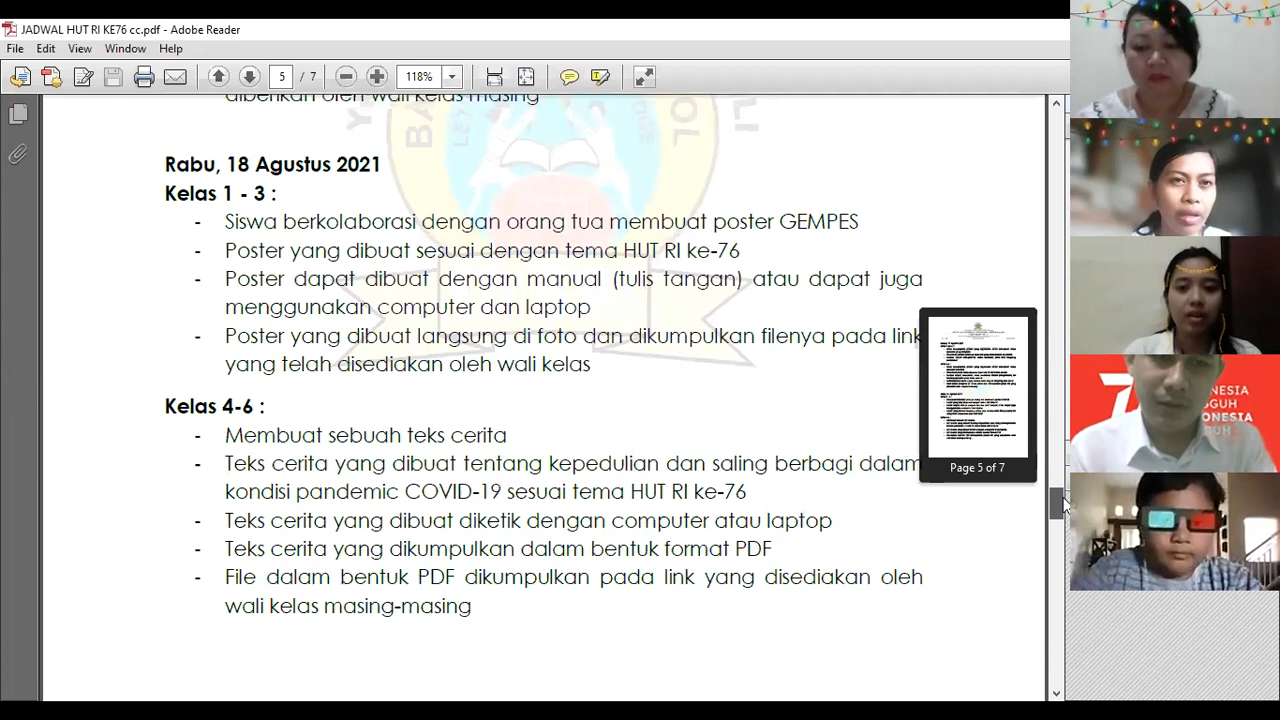 JADWAL HUT RI KE76 cc.pdf - Adobe Reader
File Edit View Window Help
5 / 7 118%
diberikan oleh wali kelas masing
Rabu, 18 Agustus 2021
Kelas 1 - 3 :
- Siswa berkolaborasi dengan orang tua membuat poster GEMPES
- Poster yang dibuat sesuai dengan tema HUT RI ke-76
- Poster dapat dibuat dengan manual (tulis tangan) atau dapat juga
menggunakan computer dan laptop
- Poster yang dibuat langsung di foto dan dikumpulkan filenya pada link
yang telah disediakan oleh wali kelas
Kelas 4-6 :
- Membuat sebuah teks cerita
- Teks cerita yang dibuat tentang kepedulian dan saling berbagi dalam
kondisi pandemic COVID-19 sesuai tema HUT RI ke-76
- Teks cerita yang dibuat diketik dengan computer atau laptop
- Teks cerita yang dikumpulkan dalam bentuk format PDF
- File dalam bentuk PDF dikumpulkan pada link yang disediakan oleh
wali kelas masing-masing
Page 5 of 7